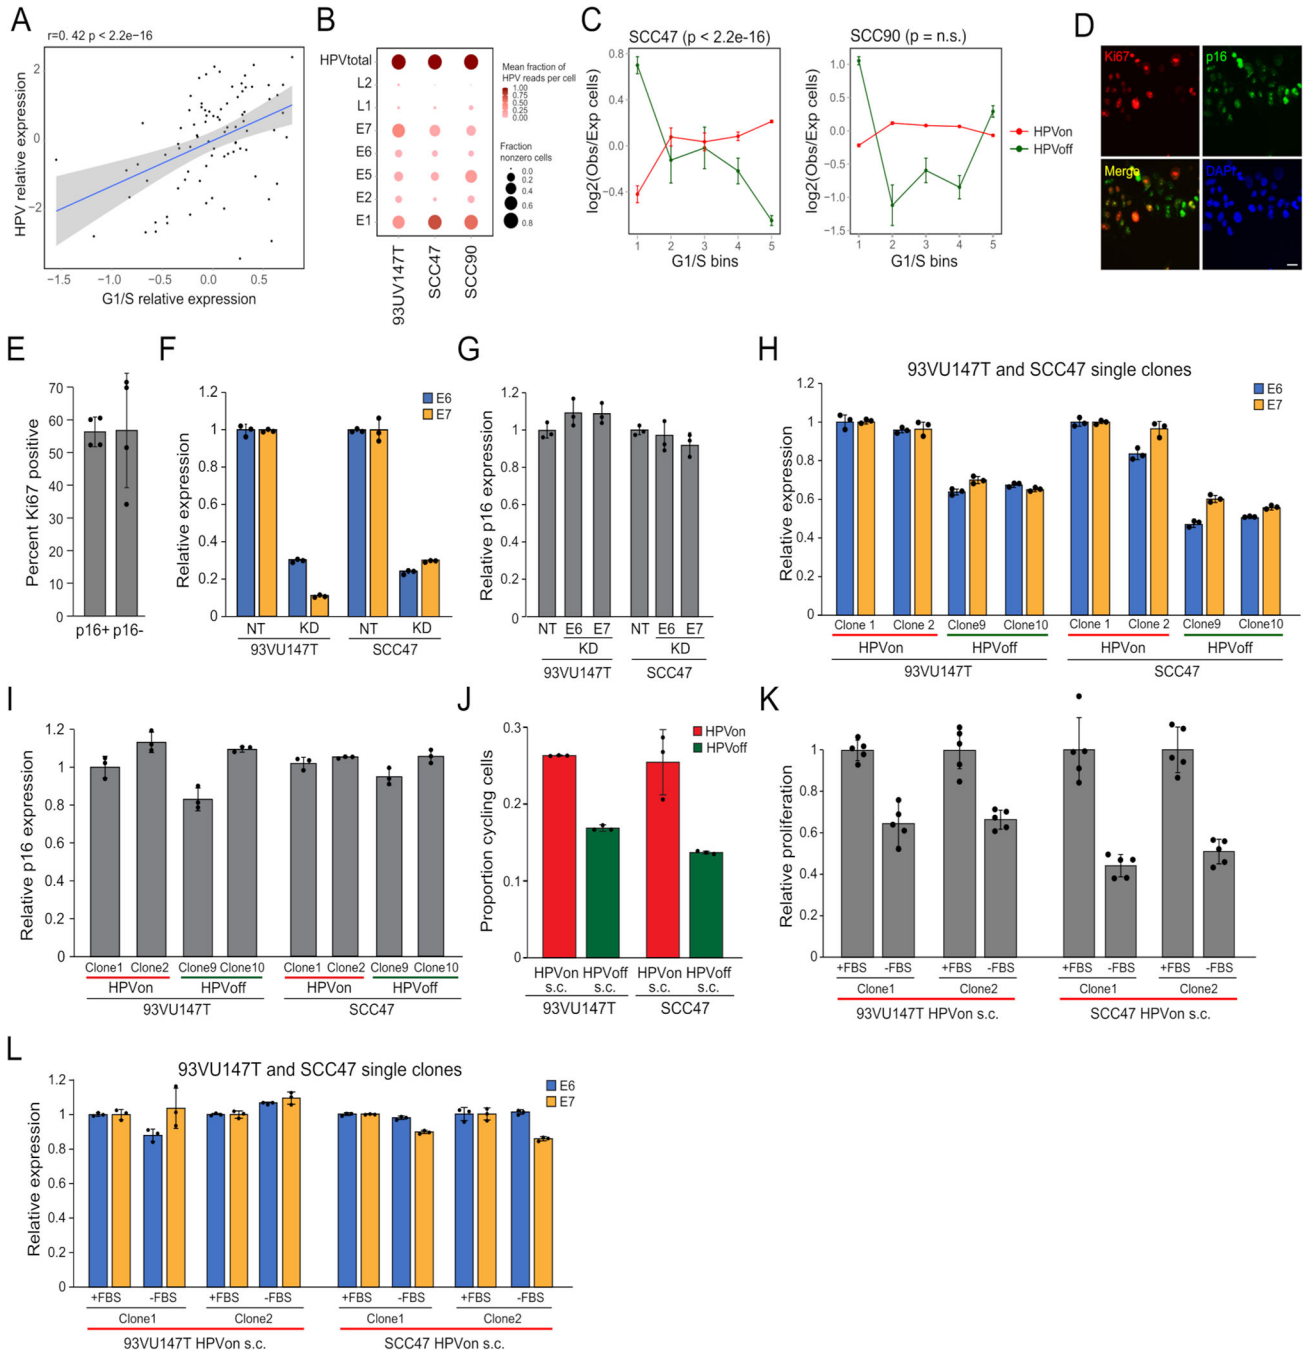 A
r=0. 42 p < 2.2e−16
HPV relative expression
2
0
−2
−1.5 −1.0 −0.5 0.0 0.5
G1/S relative expression
B
HPVtotal
L2
L1
E7
E6
E5
E2
E1
93UV147T
SCC47
SCC90
Mean fraction of
HPV reads per cell
1.00
0.75
0.50
0.25
0.00
Fraction
nonzero cells
0.0
0.2
0.4
0.6
0.8
C
SCC47 (p < 2.2e-16)
log2(Obs/Exp cells)
0.8
0.4
0.0
−0.4
1 2 3 4 5
G1/S bins
SCC90 (p = n.s.)
log2(Obs/Exp cells)
1.0
0.5
0.0
−0.5
−1.0
−1.5
1 2 3 4 5
G1/S bins
HPVon
HPVoff
D
Ki67
p16
Merge
DAPI
E
Percent Ki67 positive
70
60
50
40
30
20
10
0
p16+ p16-
F
Relative expression
1.2
1
0.8
0.6
0.4
0.2
0
E6
E7
NT KD NT KD
93VU147T SCC47
G
Relative p16 expression
1.2
1
0.8
0.6
0.4
0.2
0
NT E6 E7 NT E6 E7
KD KD
93VU147T SCC47
H
93VU147T and SCC47 single clones
Relative expression
1.2
1
0.8
0.6
0.4
0.2
0
E6
E7
Clone 1 Clone 2 Clone9 Clone10 Clone 1 Clone 2 Clone9 Clone10
HPVon HPVoff HPVon HPVoff
93VU147T SCC47
I
Relative p16 expression
1.2
1
0.8
0.6
0.4
0.2
0
Clone1 Clone2 Clone9 Clone10 Clone1 Clone2 Clone9 Clone10
HPVon HPVoff HPVon HPVoff
93VU147T SCC47
J
Proportion cycling cells
0.3
0.2
0.1
0
HPVon
HPVoff
HPVon HPVoff HPVon HPVoff
s.c. s.c. s.c. s.c.
93VU147T SCC47
K
Relative proliferation
1
0.8
0.6
0.4
0.2
0
+FBS -FBS +FBS -FBS +FBS -FBS +FBS -FBS
Clone1 Clone2 Clone1 Clone2
93VU147T HPVon s.c. SCC47 HPVon s.c.
L
93VU147T and SCC47 single clones
Relative expression
1.2
1
0.8
0.6
0.4
0.2
0
E6
E7
+FBS -FBS +FBS -FBS +FBS -FBS +FBS -FBS
Clone1 Clone2 Clone1 Clone2
93VU147T HPVon s.c. SCC47 HPVon s.c.